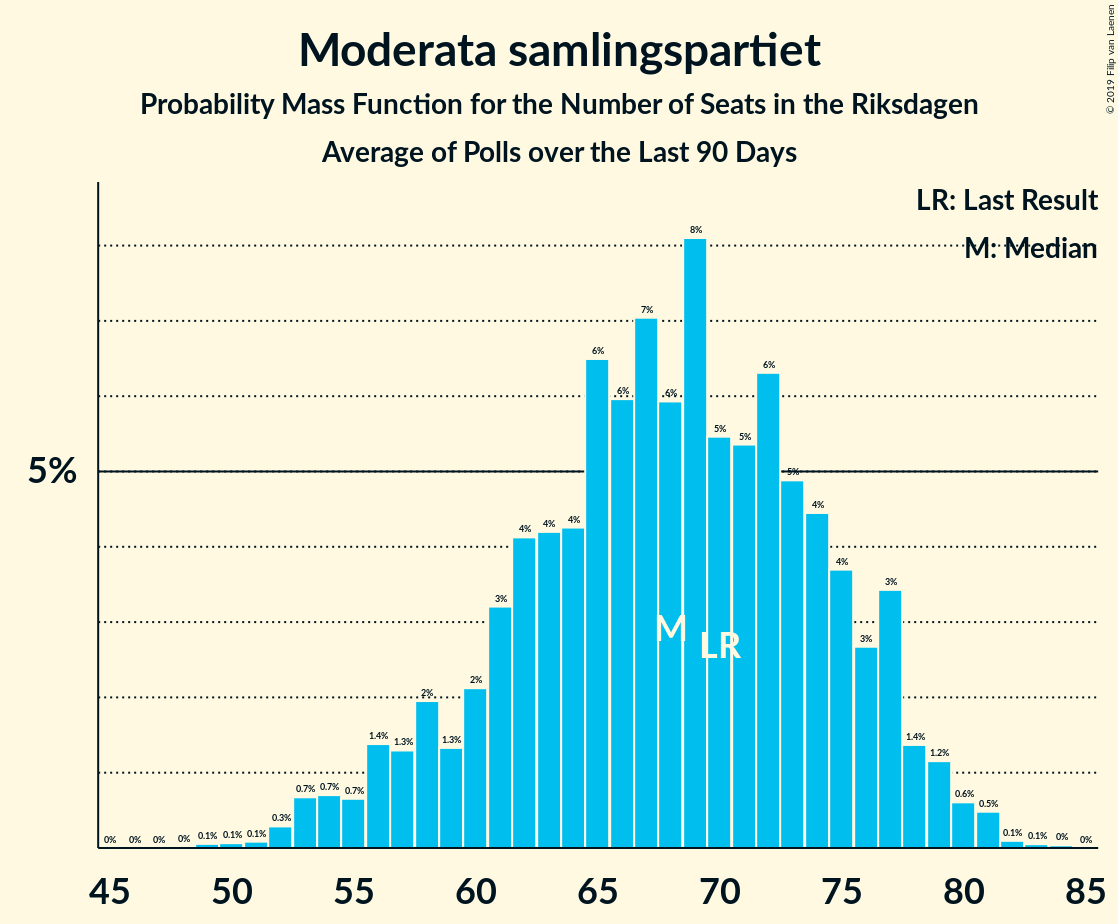 Moderata samlingspartiet
Probability Mass Function for the Number of Seats in the Riksdagen
Average of Polls over the Last 90 Days
© 2019 Filip van Laenen
LR: Last Result
M: Median
5%
0% 0% 0% 0% 0.1% 0.1% 0.1% 0.3% 0.7% 0.7% 0.7% 1.4% 1.3% 2% 1.3% 2% 3% 4% 4% 4% 6% 6% 7% 6% 8% 5% 5% 6% 5% 4% 4% 3% 3% 1.4% 1.2% 0.6% 0.5% 0.1% 0.1% 0% 0%
M LR
45 50 55 60 65 70 75 80 85